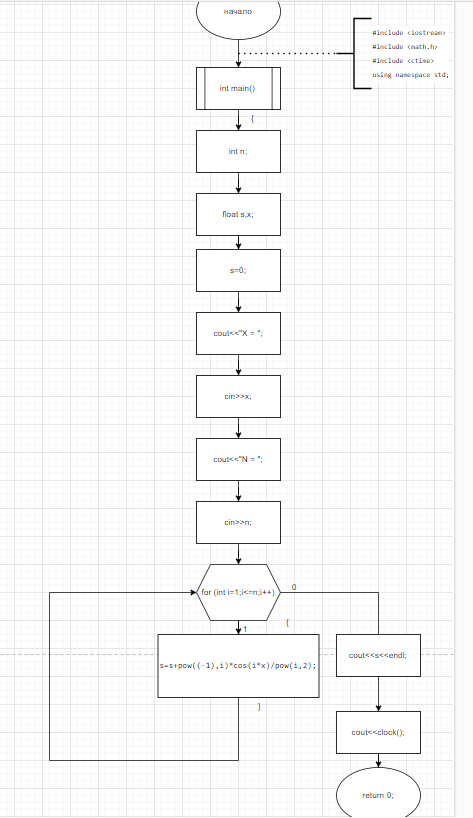 начало
#include <iostream>
#include <math.h>
#include <ctime>
using namespace std;
int main()
{
int n;
float s,x;
s=0;
cout<<"X = ";
cin>>x;
cout<<"N = ";
cin>>n;
for (int i=1;i<=n;i++)
0
{
1
s=s+pow((-1),i)*cos(i*x)/pow(i,2);
}
cout<<s<<endl;
cout<<clock();
return 0;